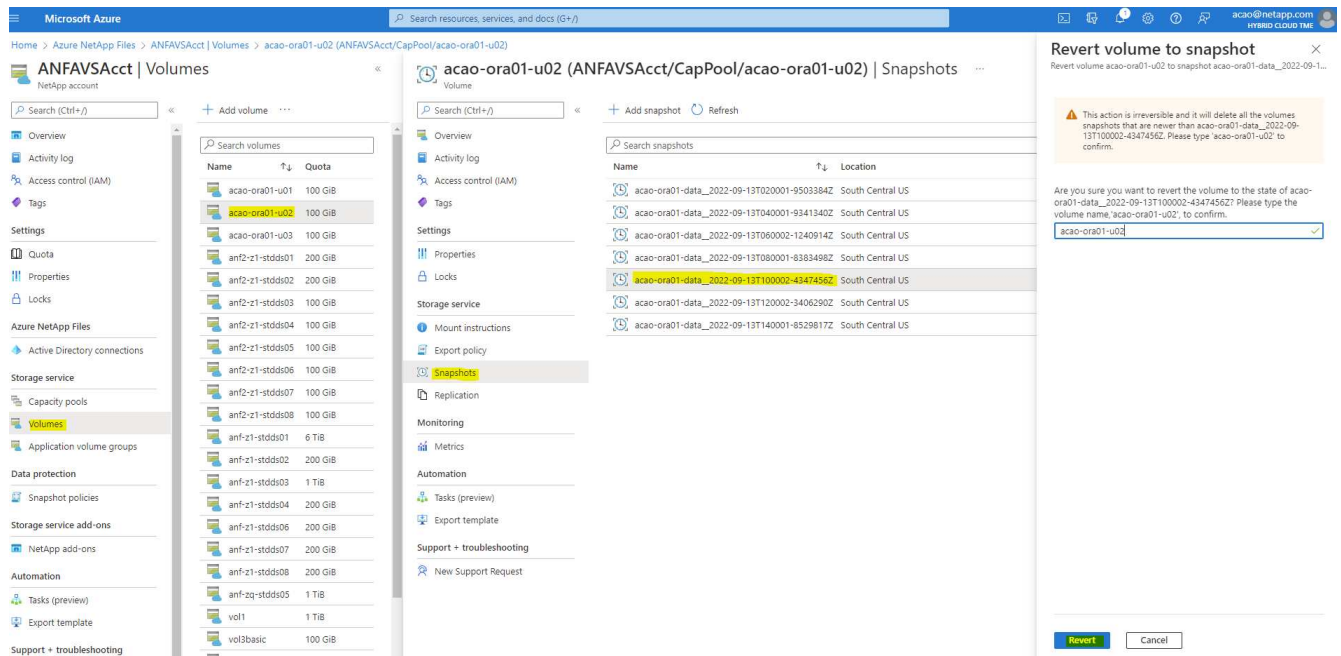 Microsoft Azure
Search resources, services, and docs (G+/)
acao@netapp.com
HYBRID CLOUD TME
Home > Azure NetApp Files > ANFAVSAcct | Volumes > acao-ora01-u02 (ANFAVSAcct/CapPool/acao-ora01-u02)
ANFAVSAcct | Volumes
NetApp account
Search (Ctrl+/)
Overview
Activity log
Access control (IAM)
Tags
Settings
Quota
Properties
Locks
Azure NetApp Files
Active Directory connections
Storage service
Capacity pools
Volumes
Application volume groups
Data protection
Snapshot policies
Storage service add-ons
NetApp add-ons
Automation
Tasks (preview)
Export template
Support + troubleshooting
+ Add volume ...
Search volumes
Name ↑↓ Quota
acao-ora01-u01 100 GiB
acao-ora01-u02 100 GiB
acao-ora01-u03 100 GiB
anf2-z1-stdds01 200 GiB
anf2-z1-stdds02 200 GiB
anf2-z1-stdds03 100 GiB
anf2-z1-stdds04 100 GiB
anf2-z1-stdds05 100 GiB
anf2-z1-stdds06 100 GiB
anf2-z1-stdds07 100 GiB
anf2-z1-stdds08 100 GiB
anf-z1-stdds01 6 TiB
anf-z1-stdds02 200 GiB
anf-z1-stdds03 1 TiB
anf-z1-stdds04 200 GiB
anf-z1-stdds06 200 GiB
anf-z1-stdds07 200 GiB
anf-z1-stdds08 200 GiB
anf-zq-stdds05 1 TiB
vol1 1 TiB
vol3basic 100 GiB
acao-ora01-u02 (ANFAVSAcct/CapPool/acao-ora01-u02) | Snapshots ...
Volume
Search (Ctrl+/)
Overview
Activity log
Access control (IAM)
Tags
Settings
Properties
Locks
Storage service
Mount instructions
Export policy
Snapshots
Replication
Monitoring
Metrics
Automation
Tasks (preview)
Export template
Support + troubleshooting
New Support Request
+ Add snapshot Refresh
Search snapshots
Name ↑↓ Location
acao-ora01-data__2022-09-13T020001-9503384Z South Central US
acao-ora01-data__2022-09-13T040001-9341340Z South Central US
acao-ora01-data__2022-09-13T060002-1240914Z South Central US
acao-ora01-data__2022-09-13T080001-8383498Z South Central US
acao-ora01-data__2022-09-13T100002-4347456Z South Central US
acao-ora01-data__2022-09-13T120002-3406290Z South Central US
acao-ora01-data__2022-09-13T140001-8529817Z South Central US
Revert volume to snapshot
Revert volume acao-ora01-u02 to snapshot acao-ora01-data__2022-09-1...
This action is irreversible and it will delete all the volumes
snapshots that are newer than acao-ora01-data__2022-09-
13T100002-4347456Z. Please type 'acao-ora01-u02' to
confirm.
Are you sure you want to revert the volume to the state of acao-
ora01-data__2022-09-13T100002-4347456Z? Please type the
volume name,'acao-ora01-u02', to confirm.
acao-ora01-u02
Revert
Cancel